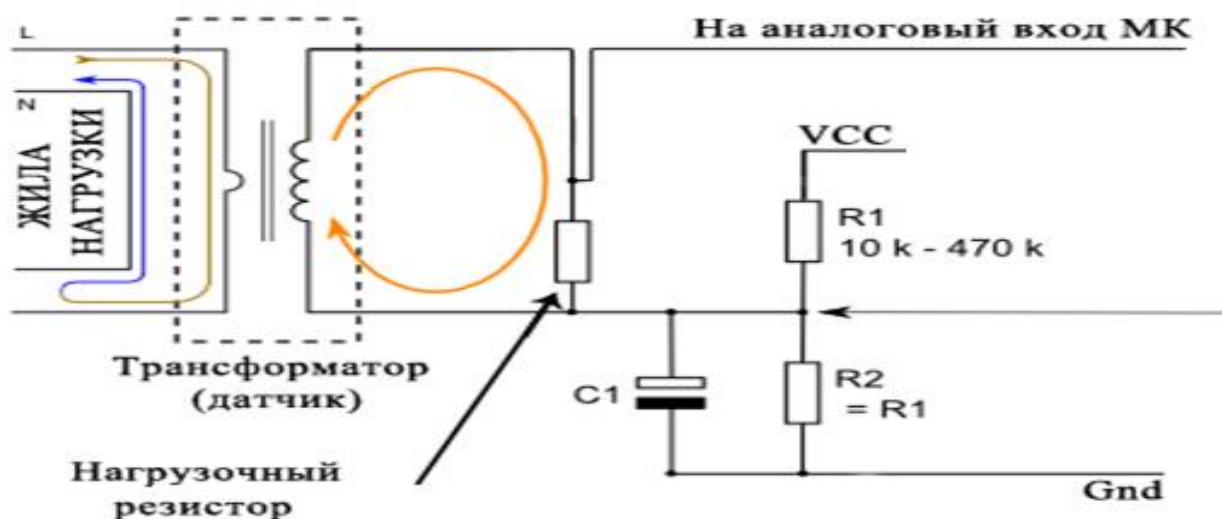 L
На аналоговый вход МК
N
ЖИЛА
НАГРУЗКИ
VCC
R1
10 k - 470 k
Трансформатор
(датчик)
C1
R2
= R1
Нагрузочный
резистор
Gnd